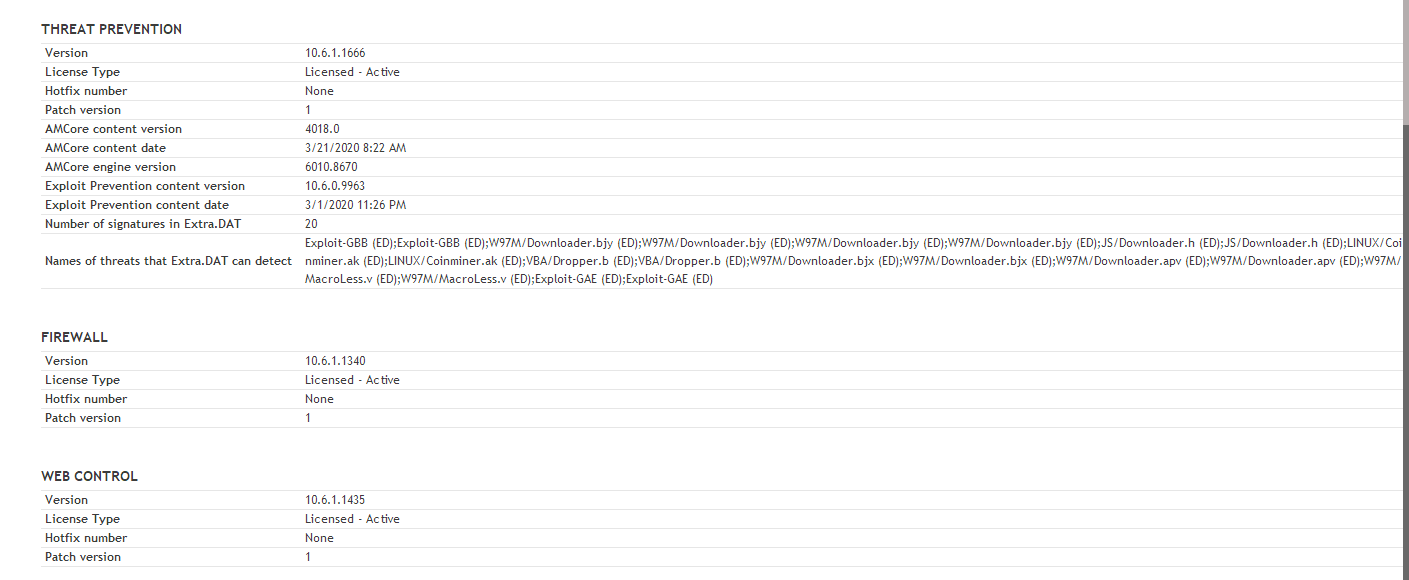 THREAT PREVENTION
Version 10.6.1.1666
License Type Licensed - Active
Hotfix number None
Patch version 1
AMCore content version 4018.0
AMCore content date 3/21/2020 8:22 AM
AMCore engine version 6010.8670
Exploit Prevention content version 10.6.0.9963
Exploit Prevention content date 3/1/2020 11:26 PM
Number of signatures in Extra.DAT 20
Names of threats that Extra.DAT can detect
Exploit-GBB (ED);Exploit-GBB (ED);W97M/Downloader.bjy (ED);W97M/Downloader.bjy (ED);W97M/Downloader.bjy (ED);W97M/Downloader.bjy (ED);JS/Downloader.h (ED);JS/Downloader.h (ED);LINUX/Coi
nminer.ak (ED);LINUX/Coinminer.ak (ED);VBA/Dropper.b (ED);VBA/Dropper.b (ED);W97M/Downloader.bjx (ED);W97M/Downloader.bjx (ED);W97M/Downloader.apv (ED);W97M/Downloader.apv (ED);W97M/
MacroLess.v (ED);W97M/MacroLess.v (ED);Exploit-GAE (ED);Exploit-GAE (ED)
FIREWALL
Version 10.6.1.1340
License Type Licensed - Active
Hotfix number None
Patch version 1
WEB CONTROL
Version 10.6.1.1435
License Type Licensed - Active
Hotfix number None
Patch version 1